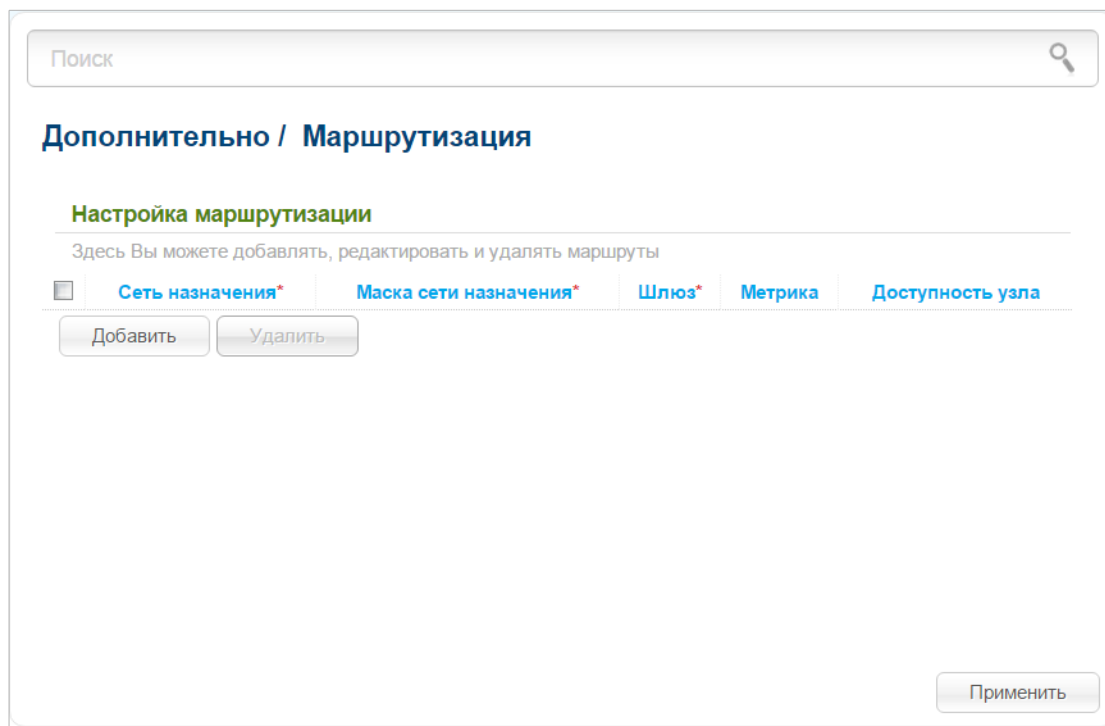 Поиск
Дополнительно / Маршрутизация
Настройка маршрутизации
Здесь Вы можете добавлять, редактировать и удалять маршруты
Сеть назначения* Маска сети назначения* Шлюз* Метрика Доступность узла
Добавить Удалить
Применить